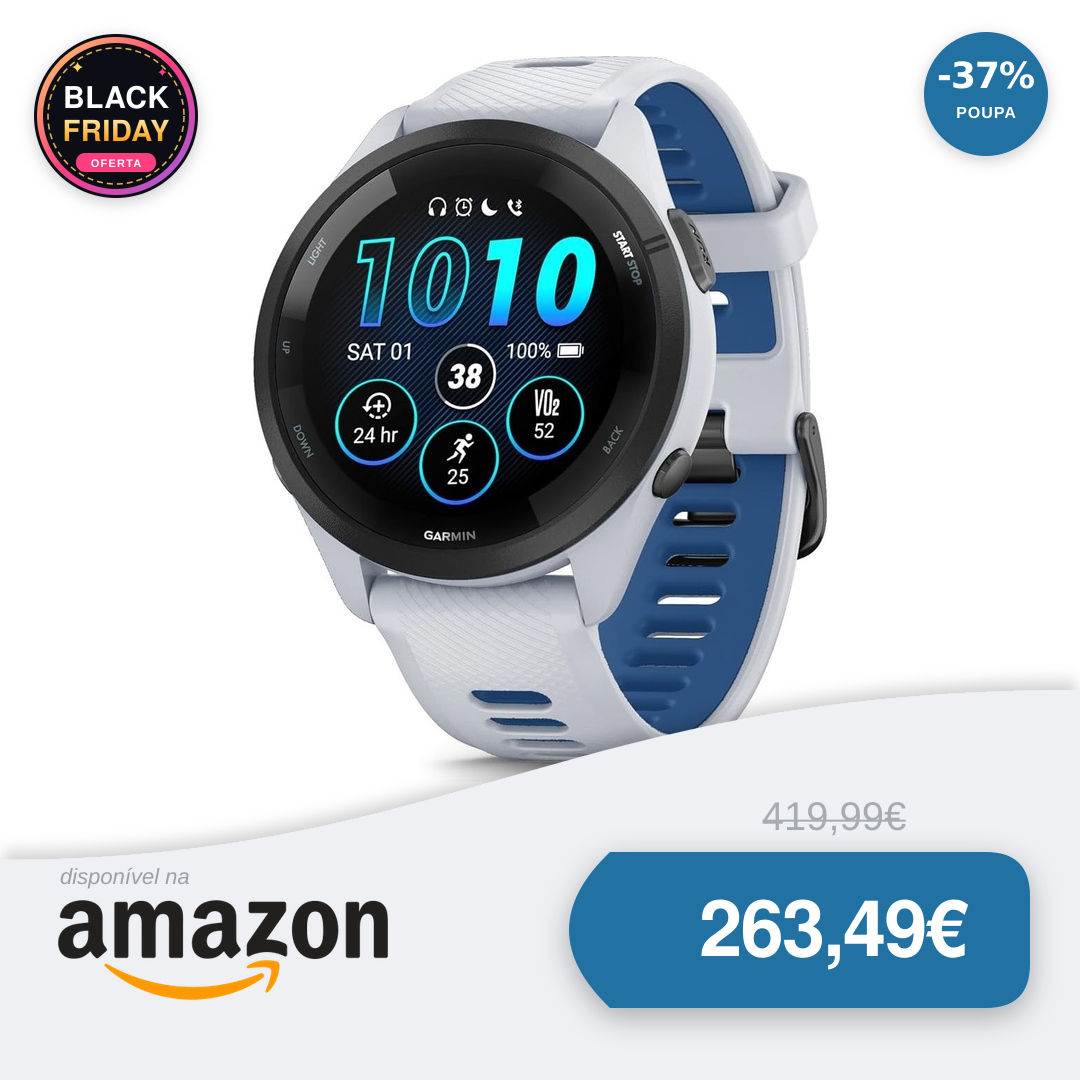 BLACK
FRIDAY
OFERTA
-37%
POUPA
LIGHT
START STOP
1010
SAT 01
100%
38
24 hr
VO2
52
25
UP
DOWN
BACK
GARMIN
419,99€
disponível na
amazon
263,49€